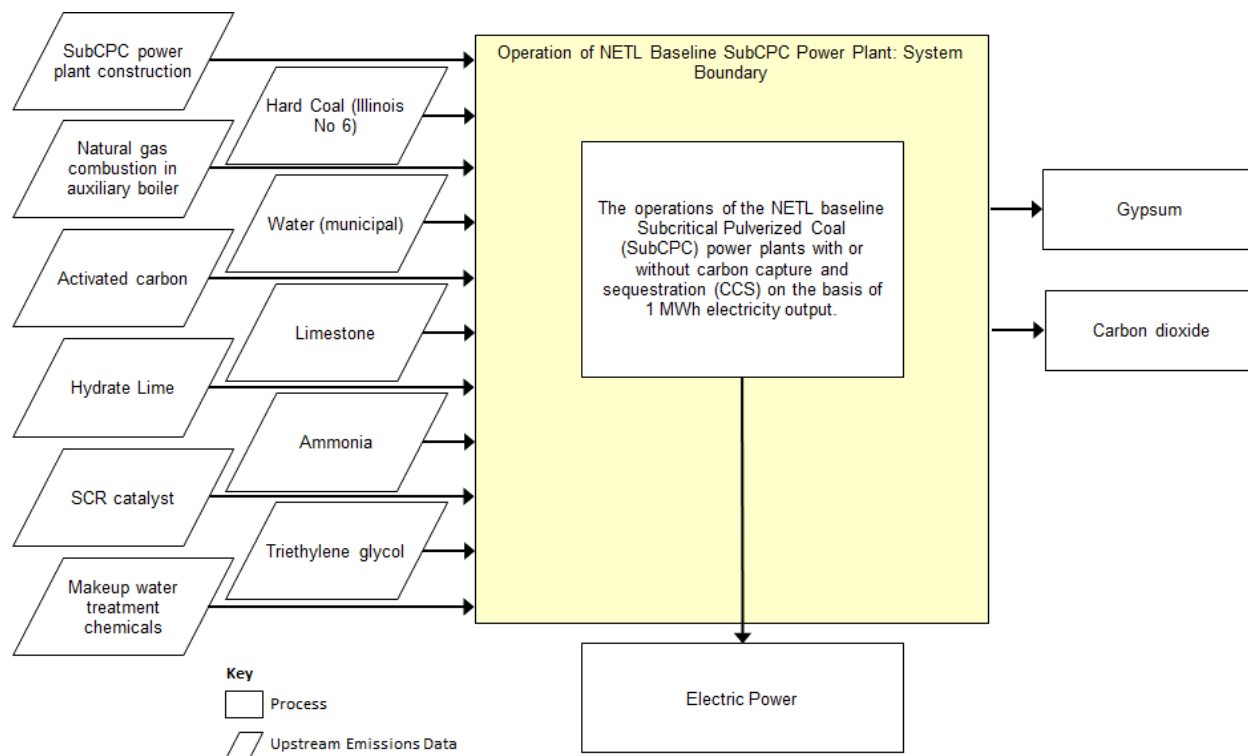 SubCPC power
plant construction
Hard Coal (Illinois
No 6)
Natural gas
combustion in
auxiliary boiler
Water (municipal)
Activated carbon
Limestone
Hydrate Lime
Ammonia
SCR catalyst
Triethylene glycol
Makeup water
treatment
chemicals
Operation of NETL Baseline SubCPC Power Plant: System
Boundary
The operations of the NETL baseline
Subcritical Pulverized Coal
(SubCPC) power plants with or
without carbon capture and
sequestration (CCS) on the basis of
1 MWh electricity output.
Gypsum
Carbon dioxide
Electric Power
Key
Process
Upstream Emissions Data